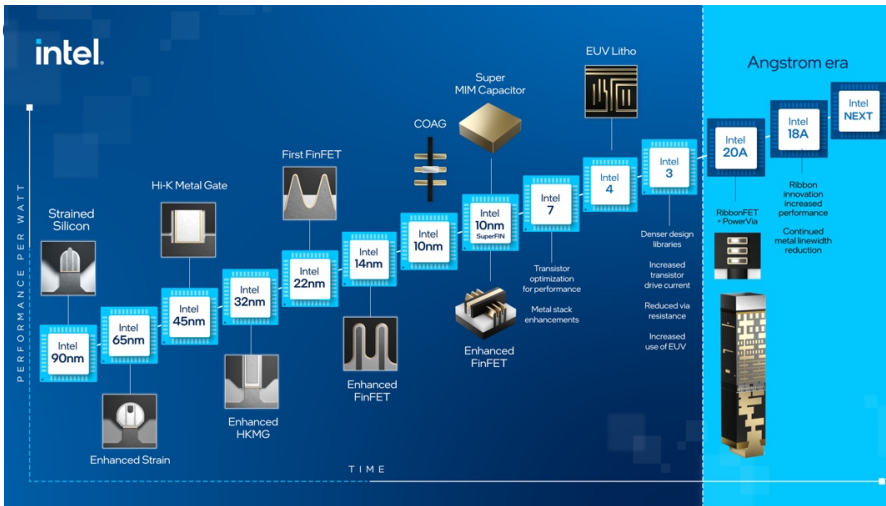 intel.
Angstrom era
PERFORMANCE PER WATT
TIME
Strained
Silicon
Intel
90nm
Intel
65nm
Enhanced Strain
Hi-K Metal Gate
Intel
45nm
Intel
32nm
Enhanced
HKMG
First FinFET
Intel
22nm
Intel
14nm
Enhanced
FinFET
COAG
Intel
10nm
Super
MIM Capacitor
Intel
10nm
SuperFIN
Enhanced
FinFET
Intel
7
Transistor
optimization
for performance
Metal stack
enhancements
EUV Litho
Intel
4
Intel
3
Denser design
libraries
Increased
transistor
drive current
Reduced via
resistance
Increased
use of EUV
Intel
20A
RibbonFET
+ PowerVia
Intel
18A
Ribbon
innovation
increased
performance
Continued
metal linewidth
reduction
Intel
NEXT